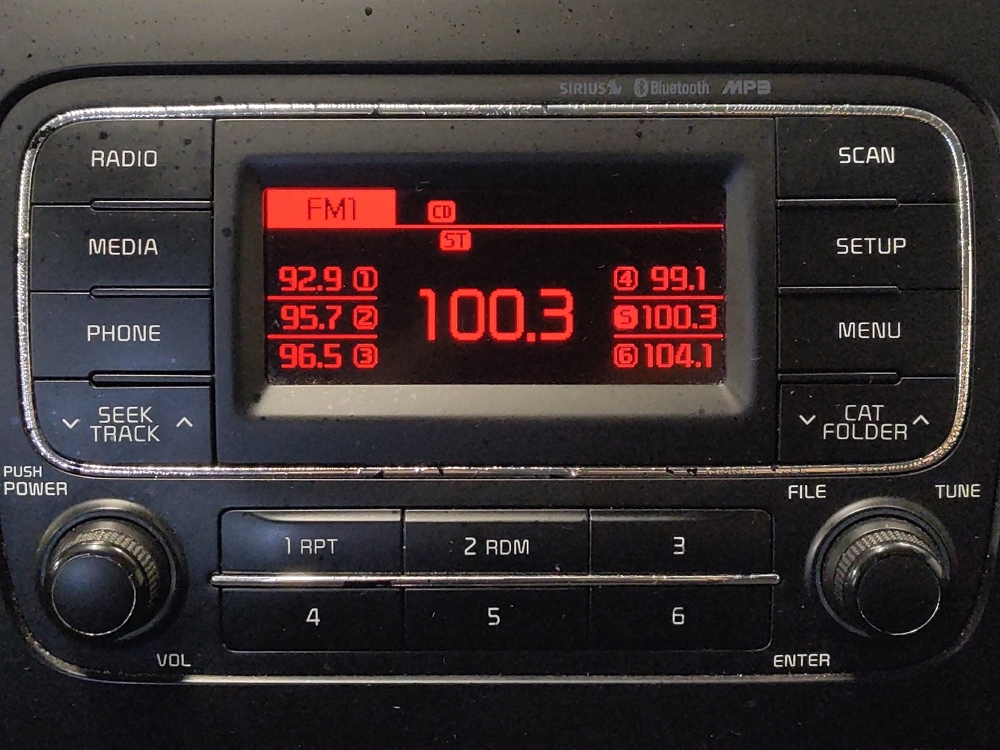 SIRIUS Bluetooth MP3
RADIO
MEDIA
PHONE
SEEK
TRACK
FM1 CD
ST
92.9 1
95.7 2
96.5 3
100.3
4 99.1
5 100.3
6 104.1
SCAN
SETUP
MENU
CAT
FOLDER
PUSH
POWER
VOL
1 RPT
2 RDM
3
4
5
6
FILE
TUNE
ENTER